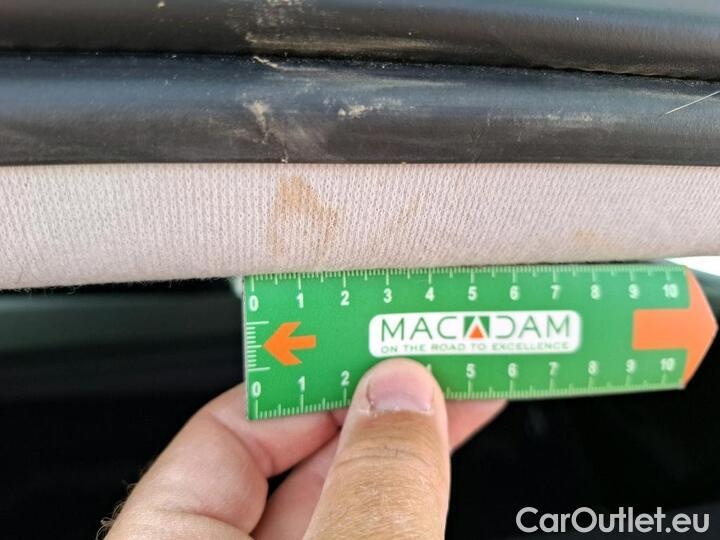 0 1 2 3 4 5 6 7 8 9 10
MACADAM
ON THE ROAD TO EXCELLENCE
0 1 2 4 5 6 7 8 9 10
CarOutlet.eu